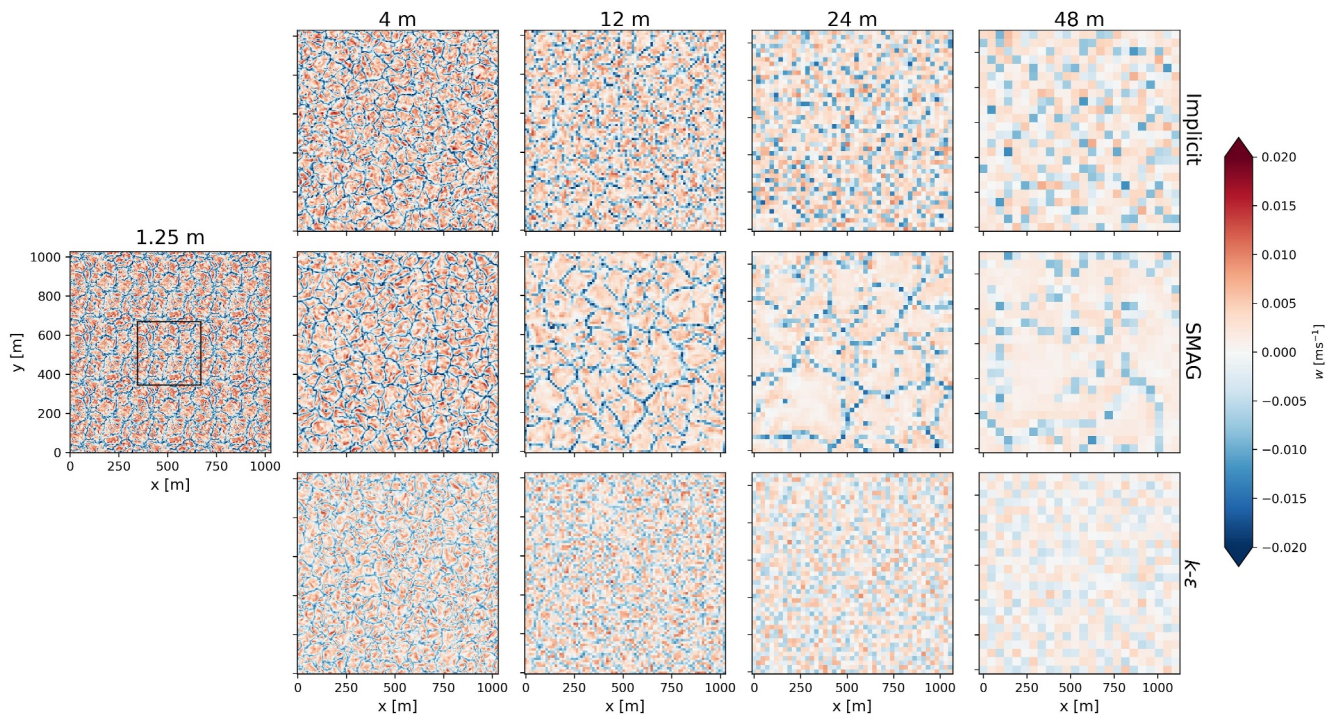 4 m 12 m 24 m 48 m
Implicit
1.25 m
1000
800
600
400
200
0
y [m]
0 250 500 750 1000
x [m]
SMAG
k-ε
0 250 500 750 1000
x [m]
0 250 500 750 1000
x [m]
0 250 500 750 1000
x [m]
0 250 500 750 1000
x [m]
0.020
0.015
0.010
0.005
0.000
−0.005
−0.010
−0.015
−0.020
w [ms⁻¹]